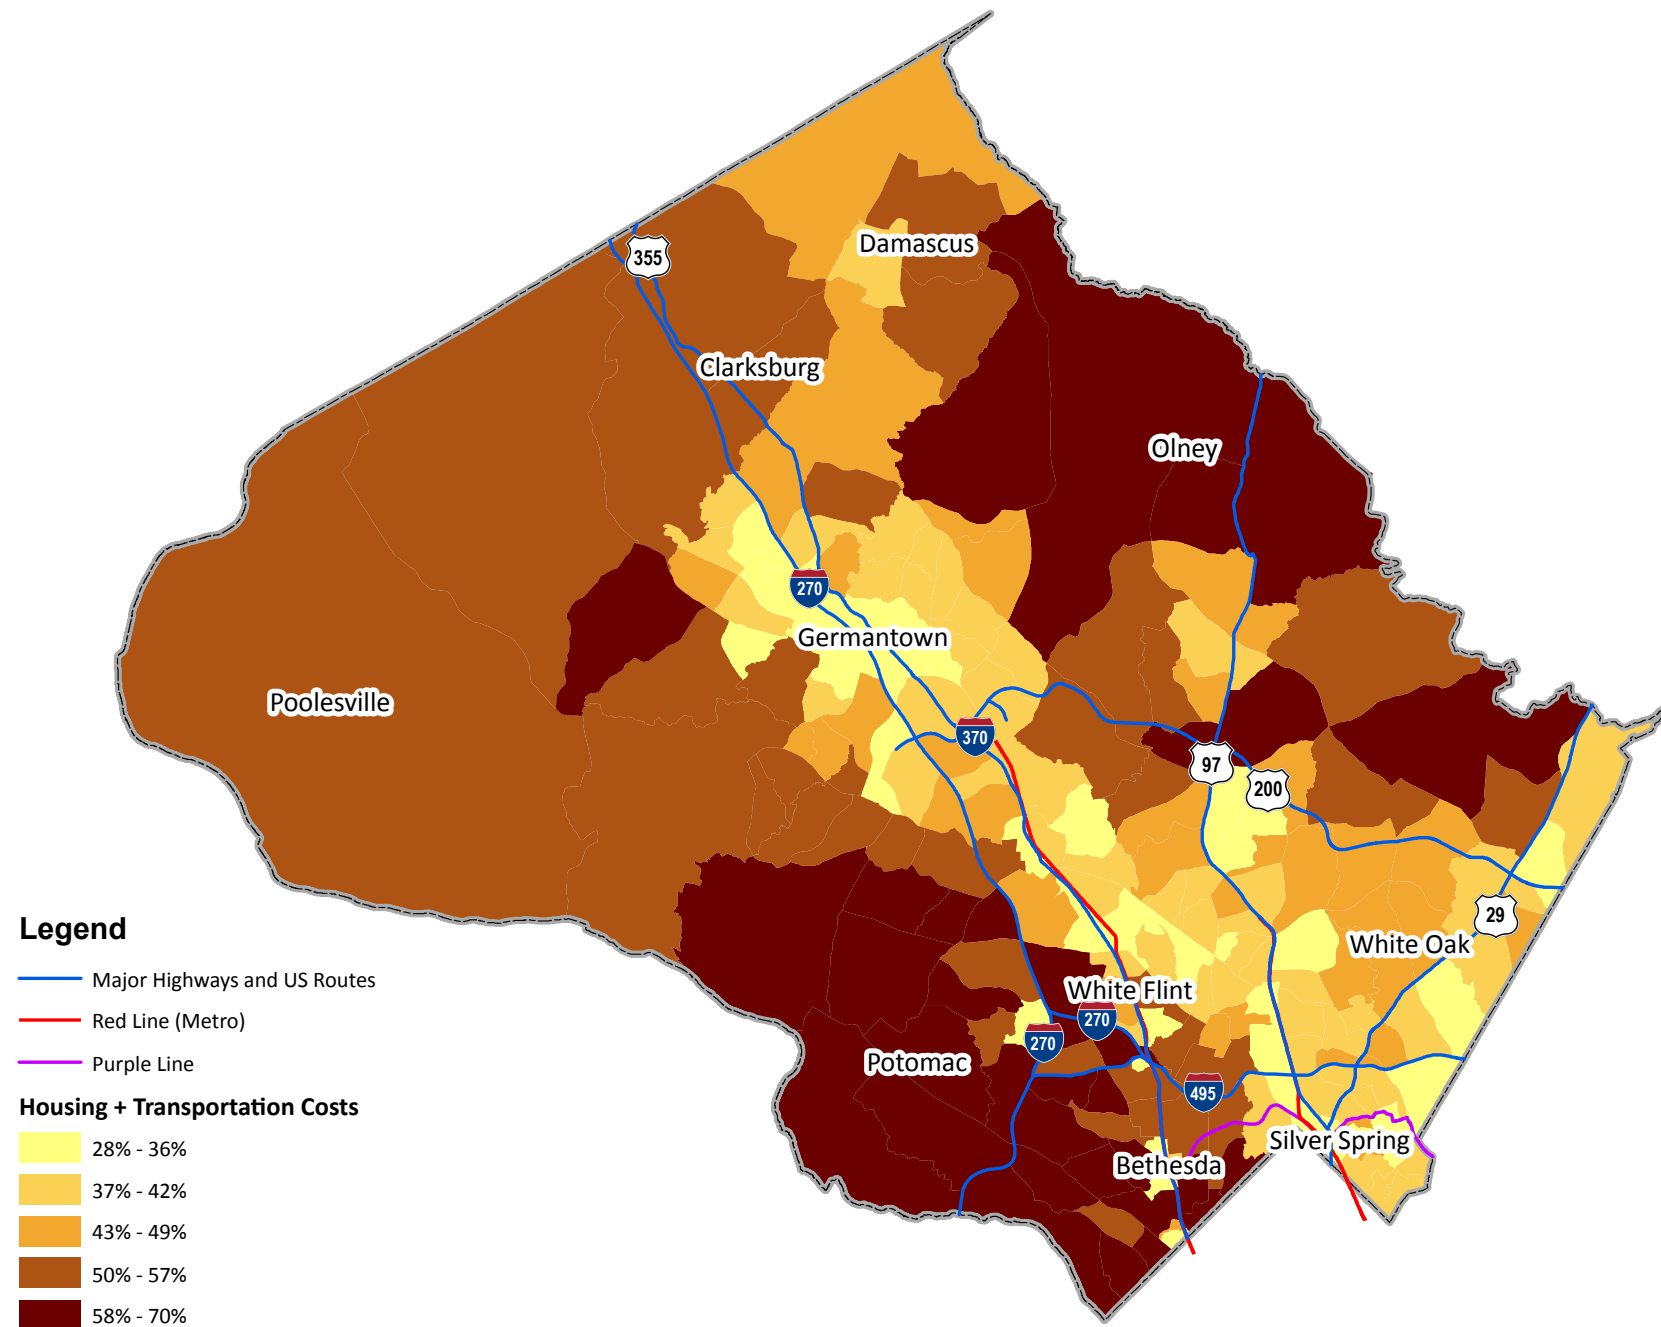 355
Damascus
Clarksburg
Olney
270
Germantown
Poolesville
370
97
200
29
White Oak
White Flint
270
270
Potomac
495
Silver Spring
Bethesda
Legend
Major Highways and US Routes
Red Line (Metro)
Purple Line
Housing + Transportation Costs
28% - 36%
37% - 42%
43% - 49%
50% - 57%
58% - 70%